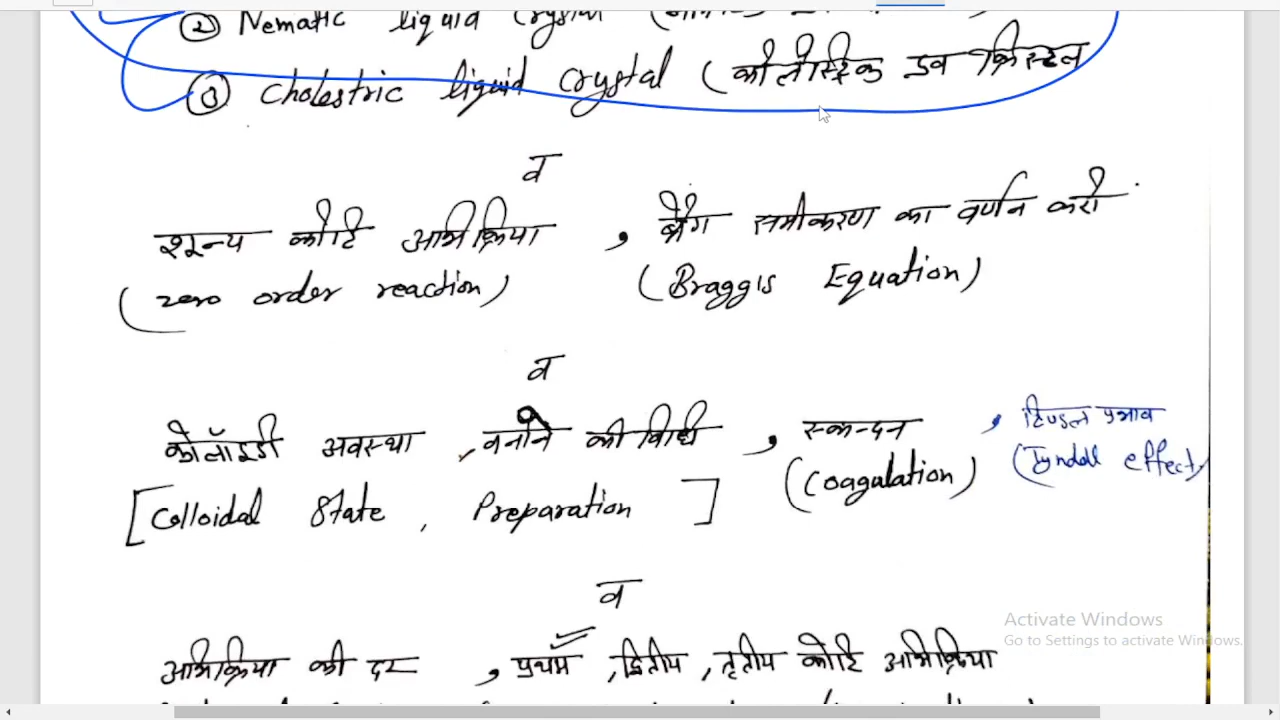 ② Nematic liquid crystal (
③ Cholestric liquid crystal (कोलेस्ट्रिक द्रव क्रिस्टल
व
शून्य कोटि अभिक्रिया , ब्रैग समीकरण का वर्णन करो
(zero order reaction) (Braggis Equation)
व
कोलॉइडी अवस्था , बनाने की विधि , स्कन्दन , टिण्डल प्रभाव
[Colloidal State , Preparation ] (Coagulation) (Tyndall effect)
व
अभिक्रिया की दर , प्रथम , द्वितीय , तृतीय कोटि अभिक्रिया
Activate Windows
Go to Settings to activate Windows.